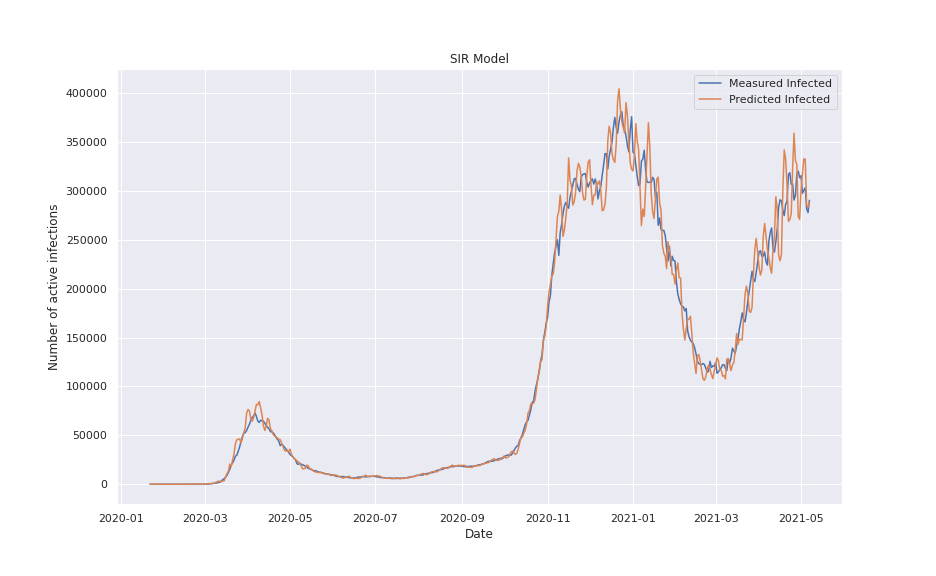 SIR Model
Measured Infected
Predicted Infected
Number of active infections
400000
350000
300000
250000
200000
150000
100000
50000
0
2020-01 2020-03 2020-05 2020-07 2020-09 2020-11 2021-01 2021-03 2021-05
Date